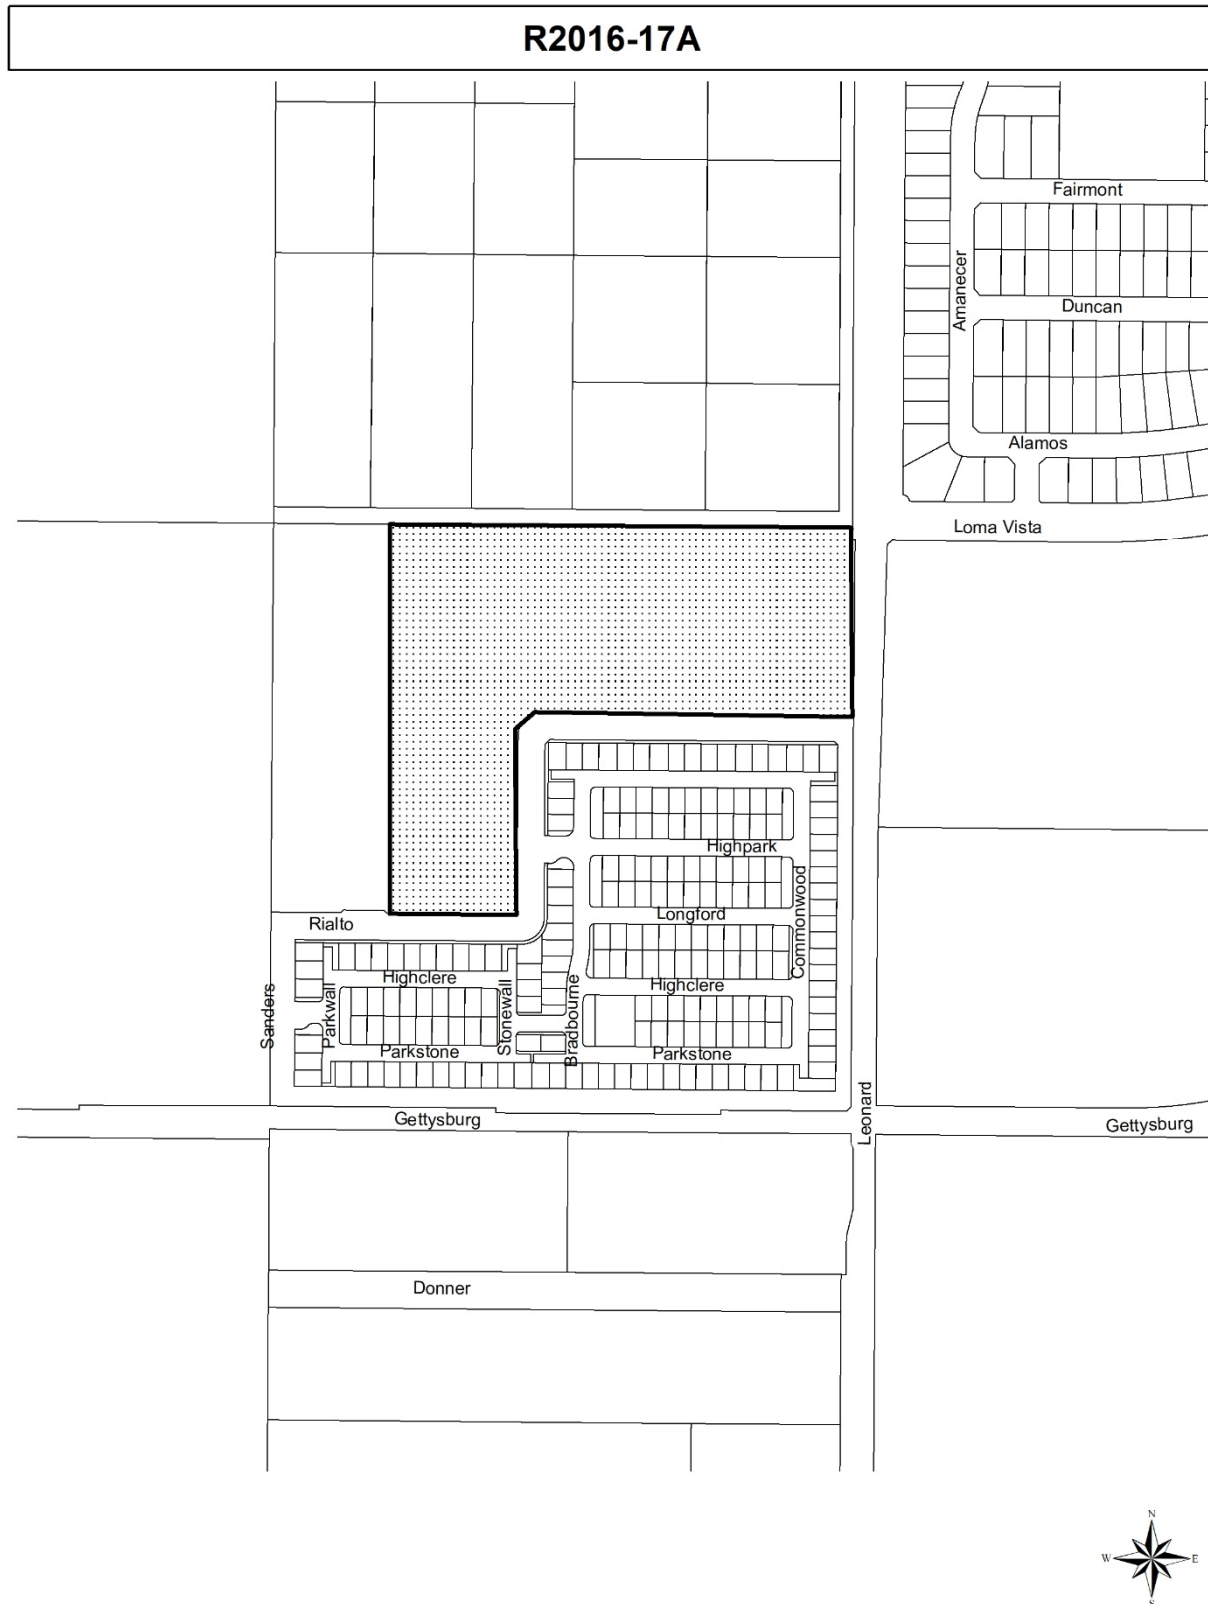 R2016-17A
Fairmont
Amanecer
Duncan
Alamos
Loma Vista
Highpark
Commonwood
Longford
Rialto
Highclere
Highclere
Sanders
Parkwall
Stonewall
Bradbourne
Parkstone
Parkstone
Leonard
Gettysburg
Gettysburg
Donner
N
W
E
S